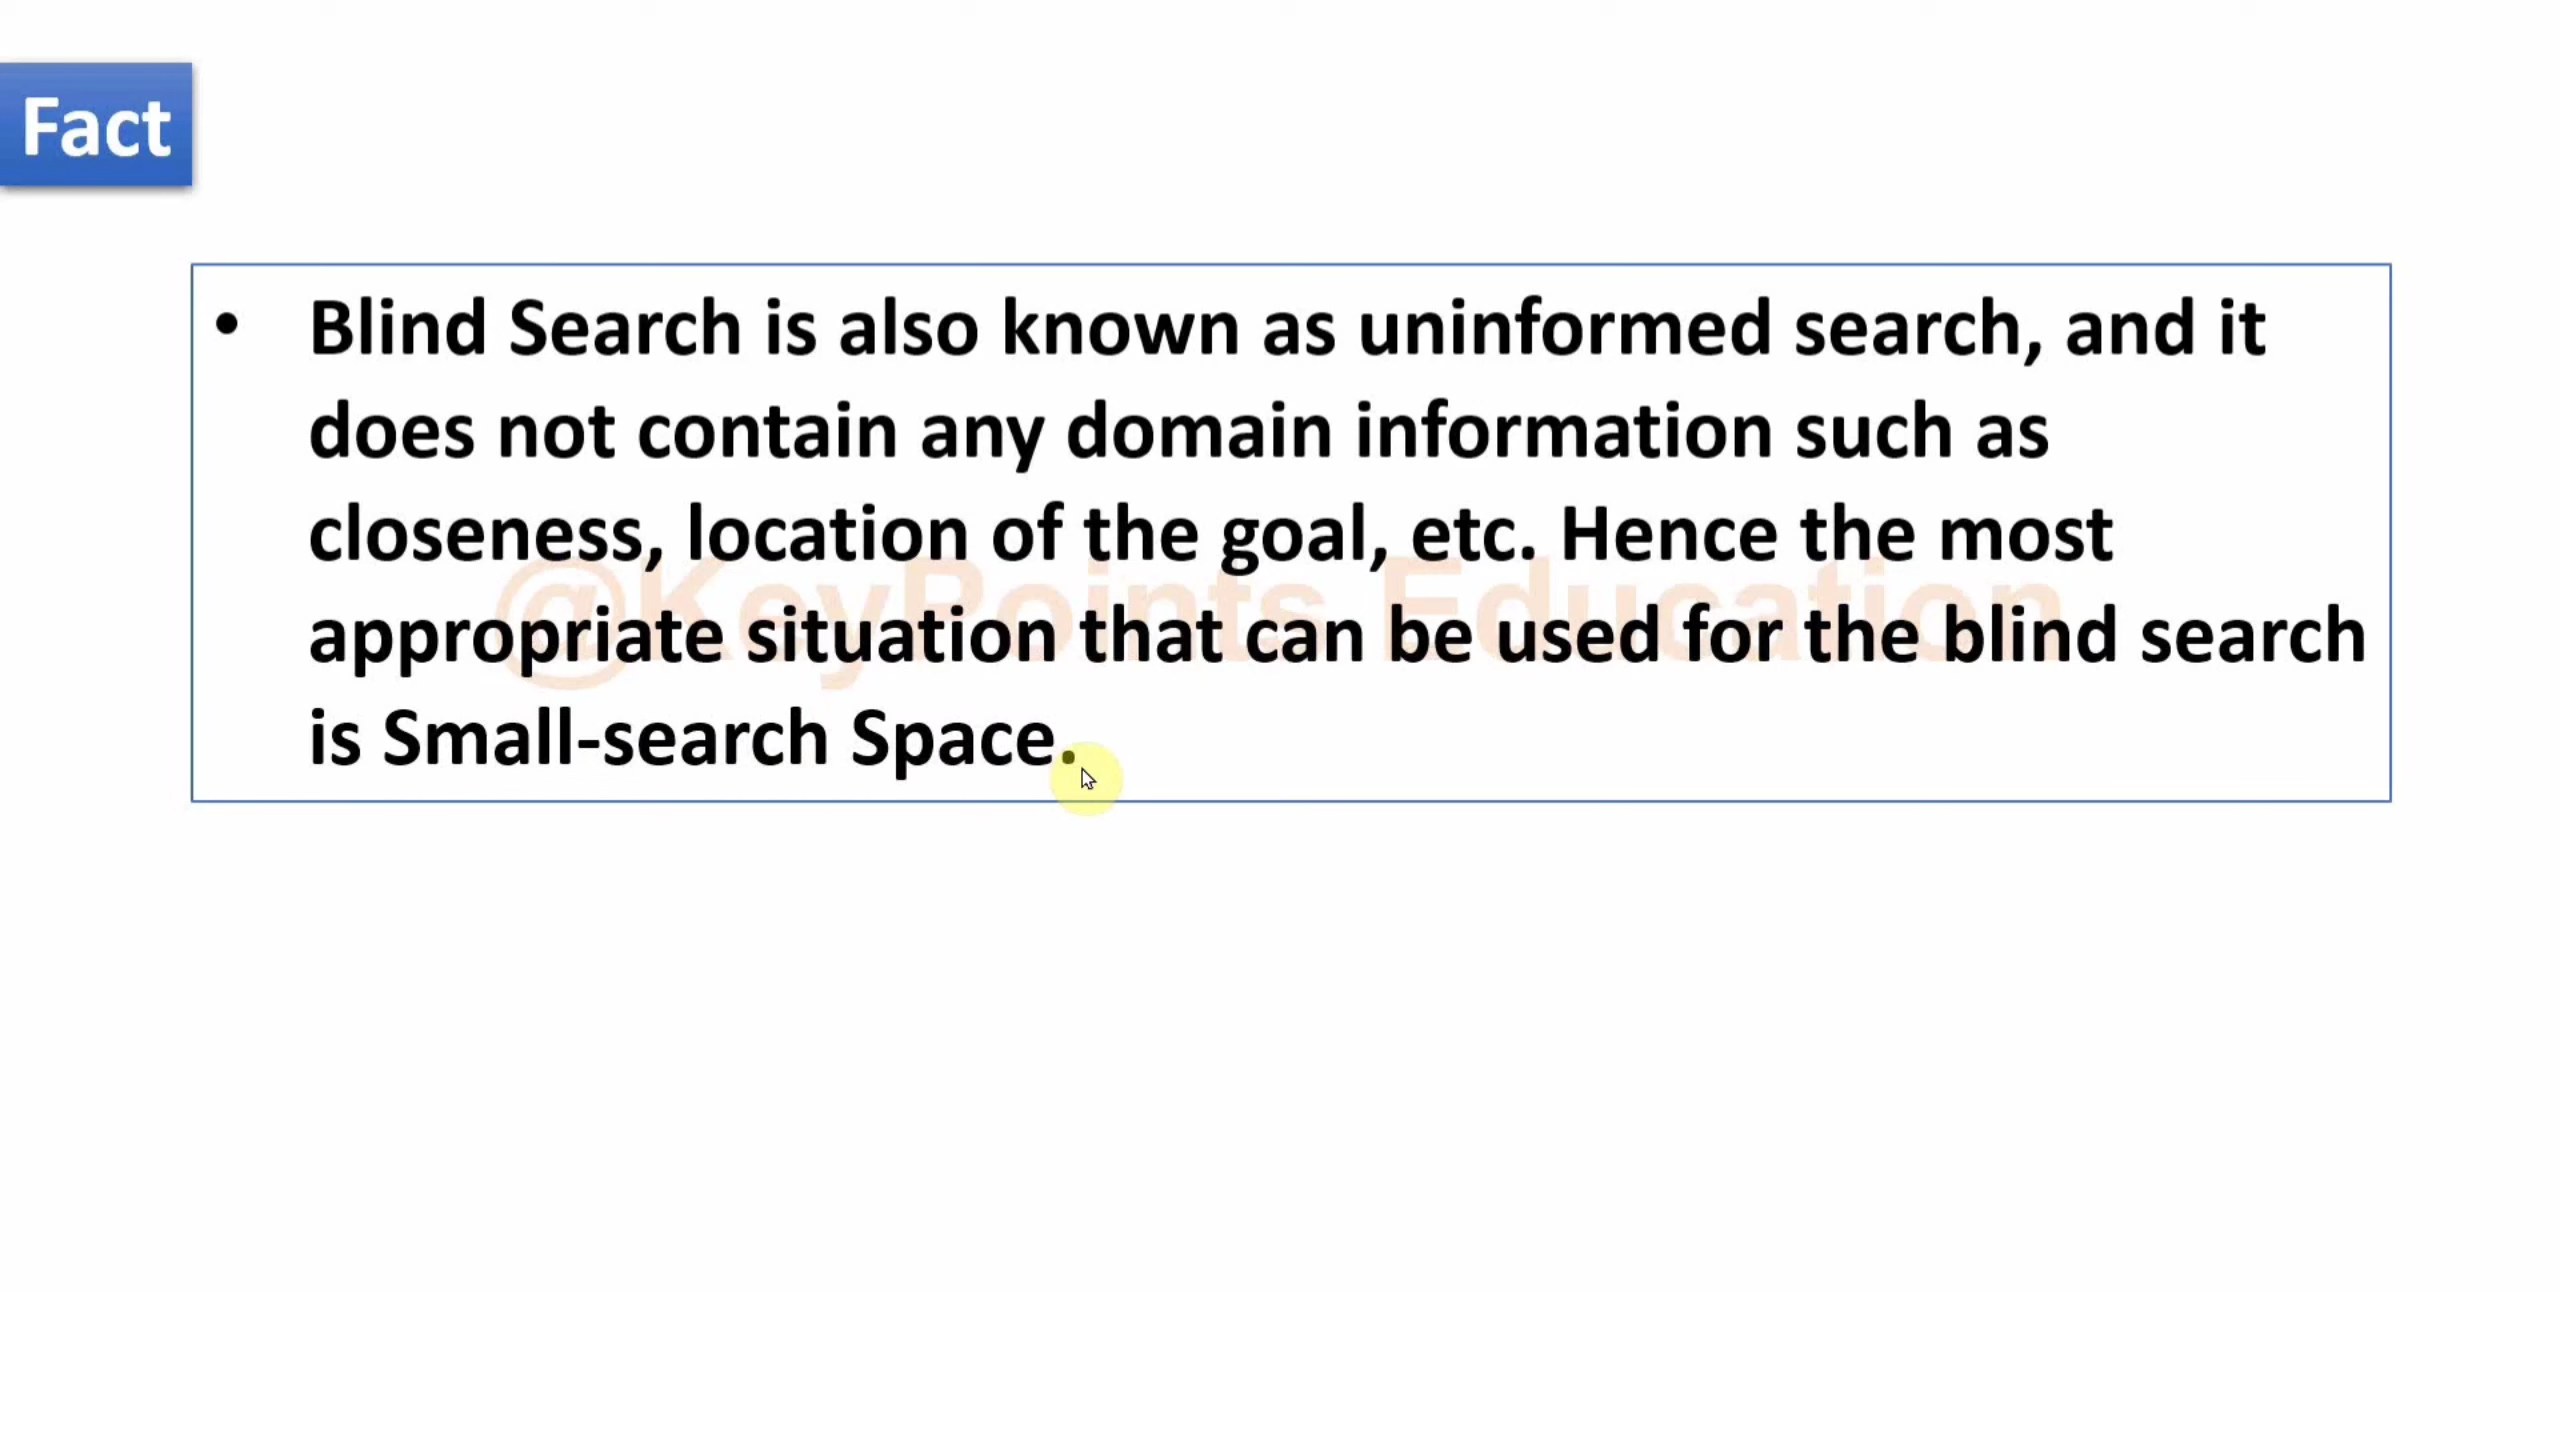 Fact
• Blind Search is also known as uninformed search, and it
does not contain any domain information such as
closeness, location of the goal, etc. Hence the most
@KeyPoints Education
appropriate situation that can be used for the blind search
is Small-search Space.